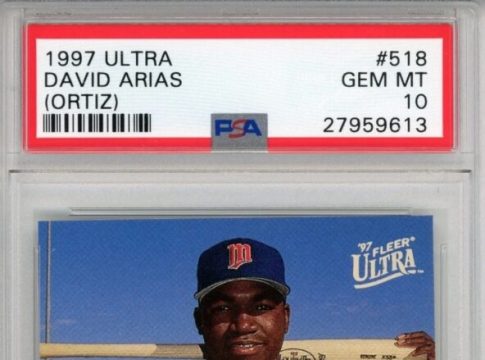 1997 ULTRA #518
DAVID ARIAS GEM MT
(ORTIZ) 10
PSA 27959613
m
'97 FLEER
ULTRA